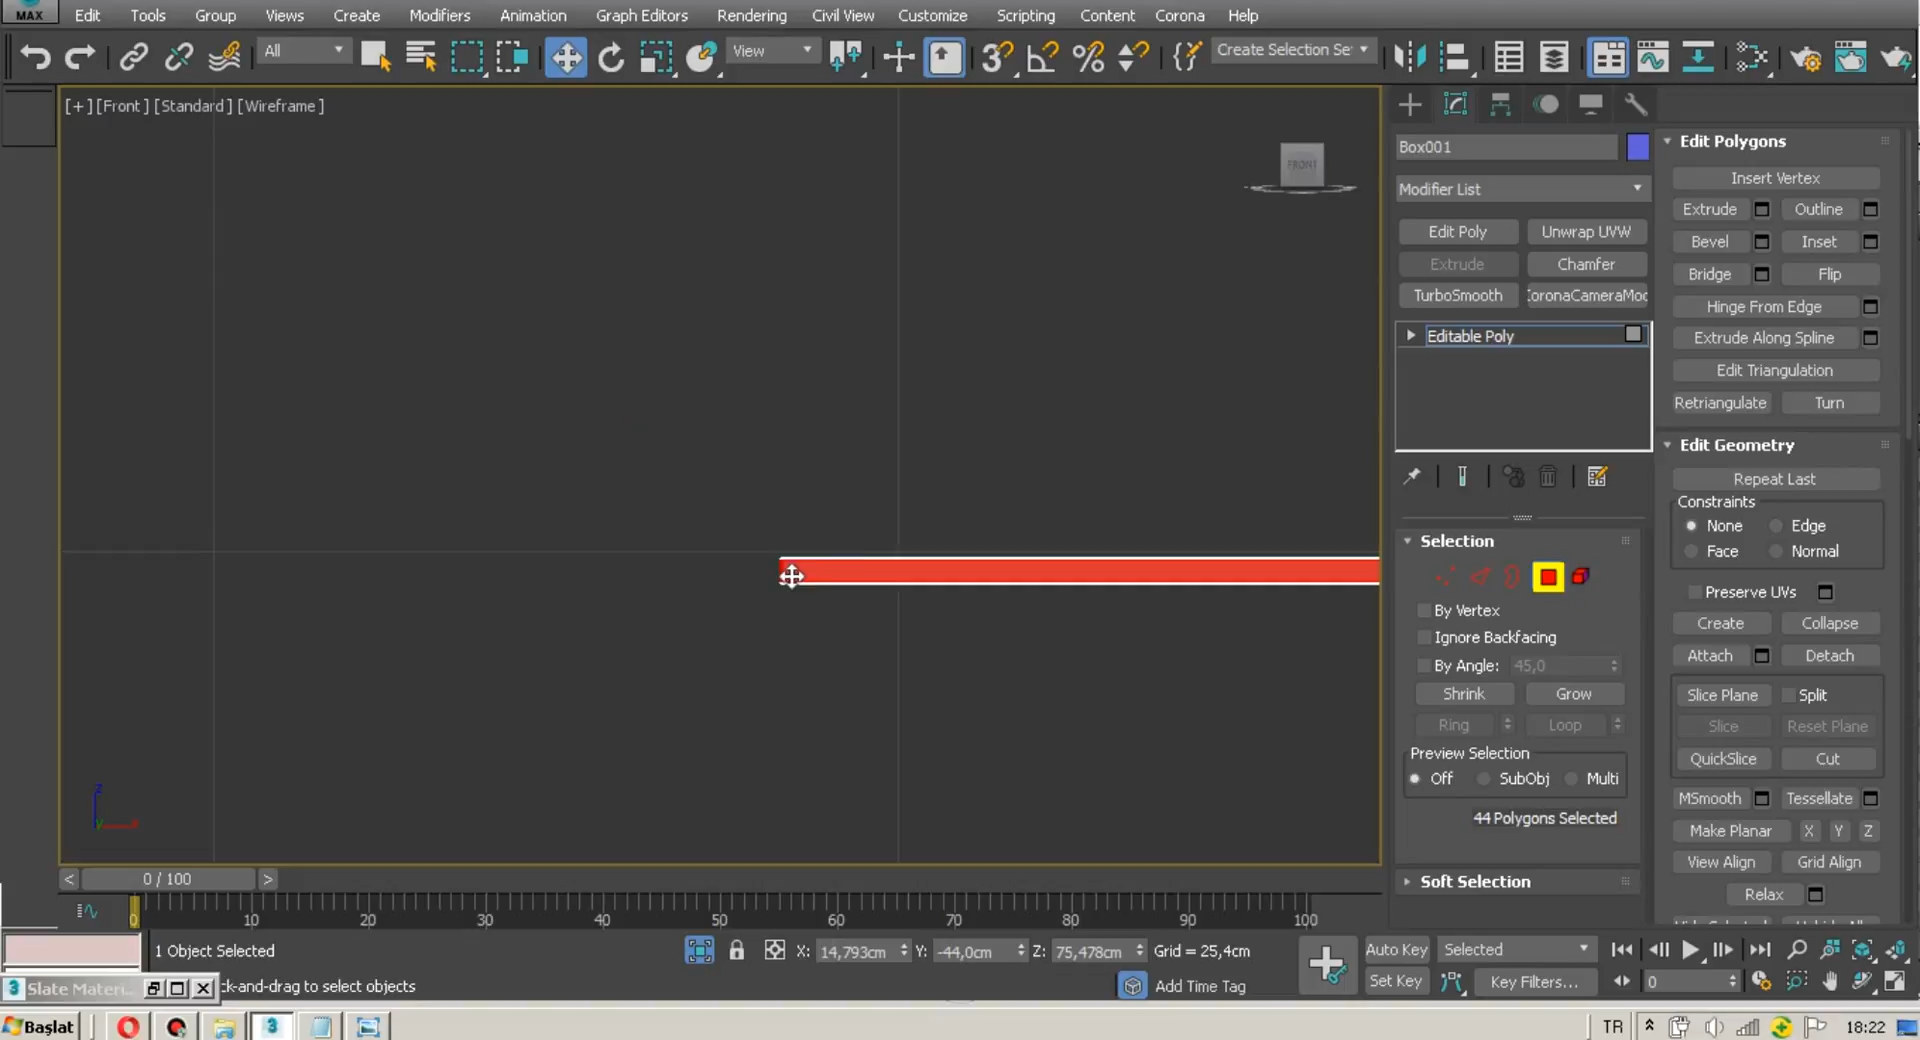 MAX
Edit Tools Group Views Create Modifiers Animation Graph Editors Rendering Civil View Customize Scripting Content Corona Help
All
View
Create Selection Se
[+][Front][Standard][Wireframe]
FRONT
Box001
Modifier List
Edit Poly
Unwrap UVW
Extrude
Chamfer
TurboSmooth
CoronaCameraMod
Editable Poly
Selection
By Vertex
Ignore Backfacing
By Angle: 45,0
Shrink
Grow
Ring
Loop
Preview Selection
Off SubObj Multi
44 Polygons Selected
Soft Selection
Edit Polygons
Insert Vertex
Extrude
Outline
Bevel
Inset
Bridge
Flip
Hinge From Edge
Extrude Along Spline
Edit Triangulation
Retriangulate
Turn
Edit Geometry
Repeat Last
Constraints
None Edge
Face Normal
Preserve UVs
Create
Collapse
Attach
Detach
Slice Plane
Split
Slice
Reset Plane
QuickSlice
Cut
MSmooth
Tessellate
Make Planar
X Y Z
View Align
Grid Align
Relax
z
< 0 / 100 >
0 10 20 30 40 50 60 70 80 90 100
1 Object Selected
X: 14,793cm Y: -44,0cm Z: 75,478cm Grid = 25,4cm
Auto Key
Selected
Slate Materi...
ck-and-drag to select objects
Add Time Tag
Set Key
Key Filters...
0
Başlat
TR
18:22